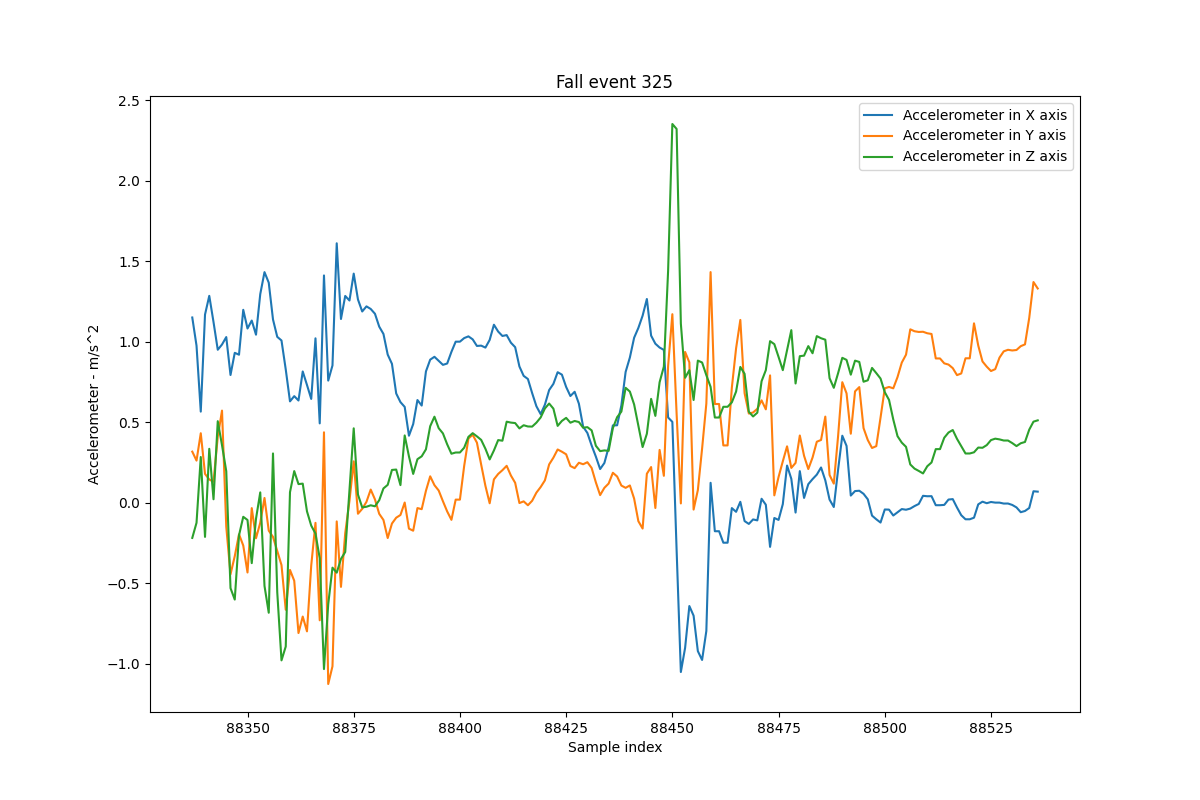 Fall event 325
2.5
2.0
1.5
1.0
0.5
0.0
−0.5
−1.0
Accelerometer - m/s^2
Accelerometer in X axis
Accelerometer in Y axis
Accelerometer in Z axis
88350 88375 88400 88425 88450 88475 88500 88525
Sample index